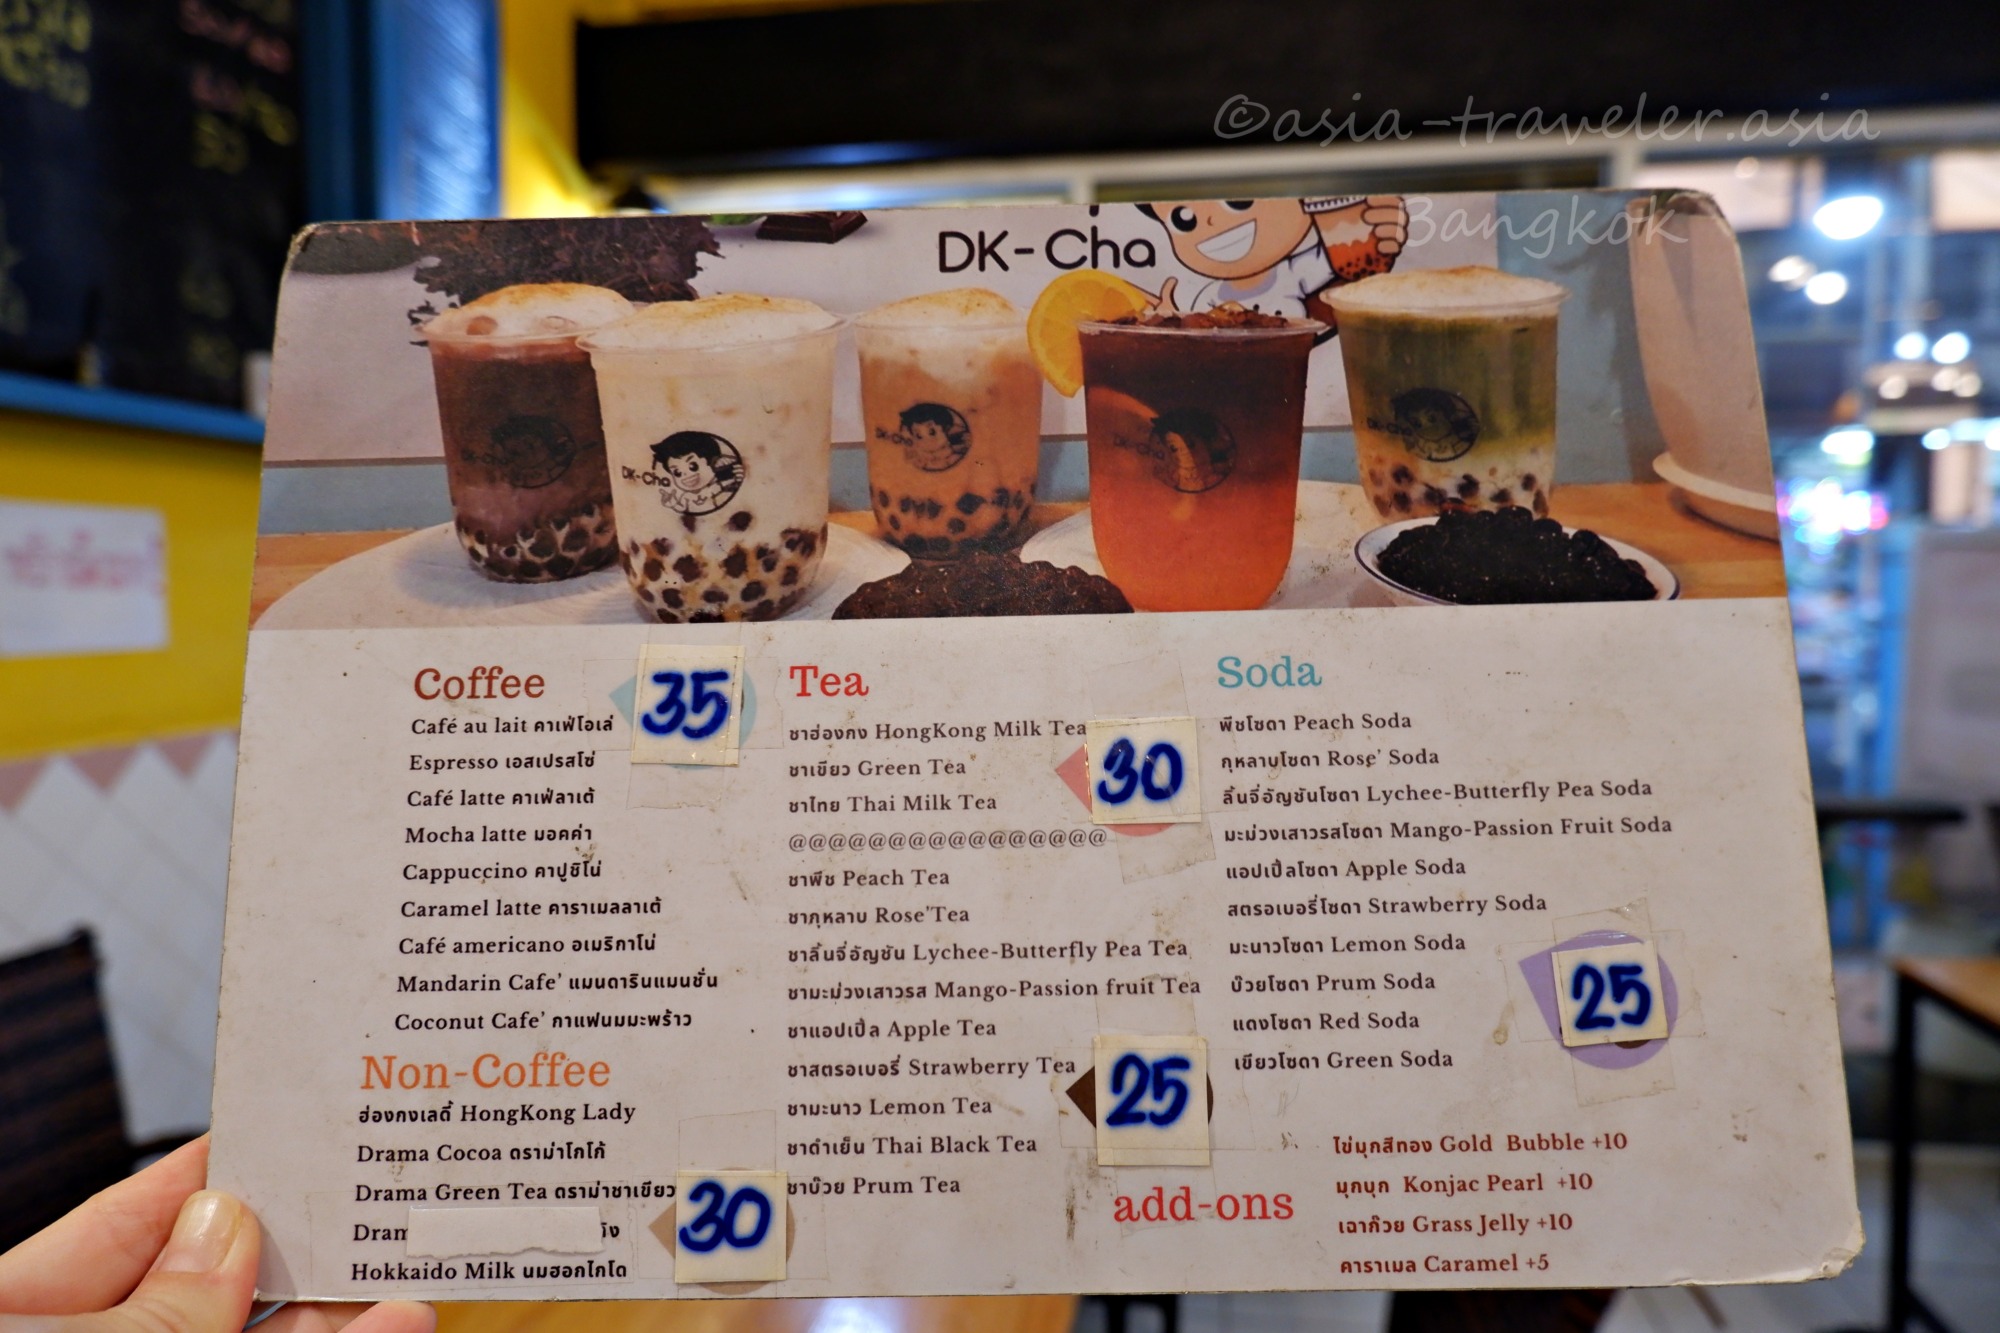 ©asia-traveler.asia
Bangkok
DK-Cha
DK-Cha
DK-Cha
DK-Cha
DK-Cha
Coffee
35
Café au lait คาเฟ่โอเล่
Espresso เอสเปรสโซ่
Café latte คาเฟ่ลาเต้
Mocha latte มอคค่า
Cappuccino คาปูชิโน่
Caramel latte คาราเมลลาเต้
Café americano อเมริกาโน่
Mandarin Cafe' แมนดารินแมนชั่น
Coconut Cafe' กาแฟนมมะพร้าว
Non-Coffee
ฮ่องกงเลดี้ HongKong Lady
Drama Cocoa ดราม่าโกโก้
Drama Green Tea ดราม่าชาเขียว
30
Hokkaido Milk นมฮอกไกโด
Tea
ชาฮ่องกง HongKong Milk Tea
30
ชาเขียว Green Tea
ชาไทย Thai Milk Tea
@@@@@@@@@@@@@@@@
ชาพีช Peach Tea
ชากุหลาบ Rose'Tea
ชาลิ้นจี่อัญชัน Lychee-Butterfly Pea Tea
ชามะม่วงเสาวรส Mango-Passion fruit Tea
ชาแอปเปิ้ล Apple Tea
ชาสตรอเบอรี่ Strawberry Tea
25
ชามะนาว Lemon Tea
ชาดำเย็น Thai Black Tea
ชาบ๊วย Prum Tea
Soda
พีชโซดา Peach Soda
กุหลาบโซดา Rose' Soda
ลิ้นจี่อัญชันโซดา Lychee-Butterfly Pea Soda
มะม่วงเสาวรสโซดา Mango-Passion Fruit Soda
แอปเปิ้ลโซดา Apple Soda
สตรอเบอรี่โซดา Strawberry Soda
มะนาวโซดา Lemon Soda
บ๊วยโซดา Prum Soda
25
แดงโซดา Red Soda
เขียวโซดา Green Soda
add-ons
ไข่มุกสีทอง Gold Bubble +10
มุกบุก Konjac Pearl +10
เฉาก๊วย Grass Jelly +10
คาราเมล Caramel +5